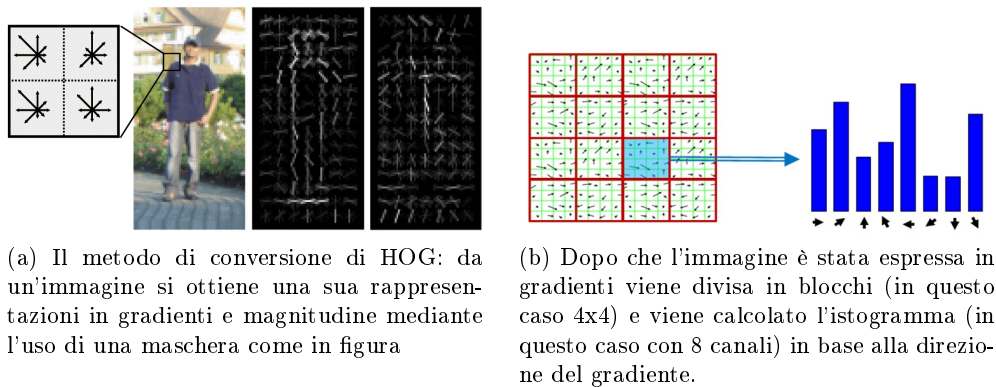 (a) Il metodo di conversione di HOG: da
un'immagine si ottiene una sua rappresen-
tazioni in gradienti e magnitudine mediante
l'uso di una maschera come in figura
(b) Dopo che l'immagine è stata espressa in
gradienti viene divisa in blocchi (in questo
caso 4x4) e viene calcolato l'istogramma (in
questo caso con 8 canali) in base alla direzio-
ne del gradiente.